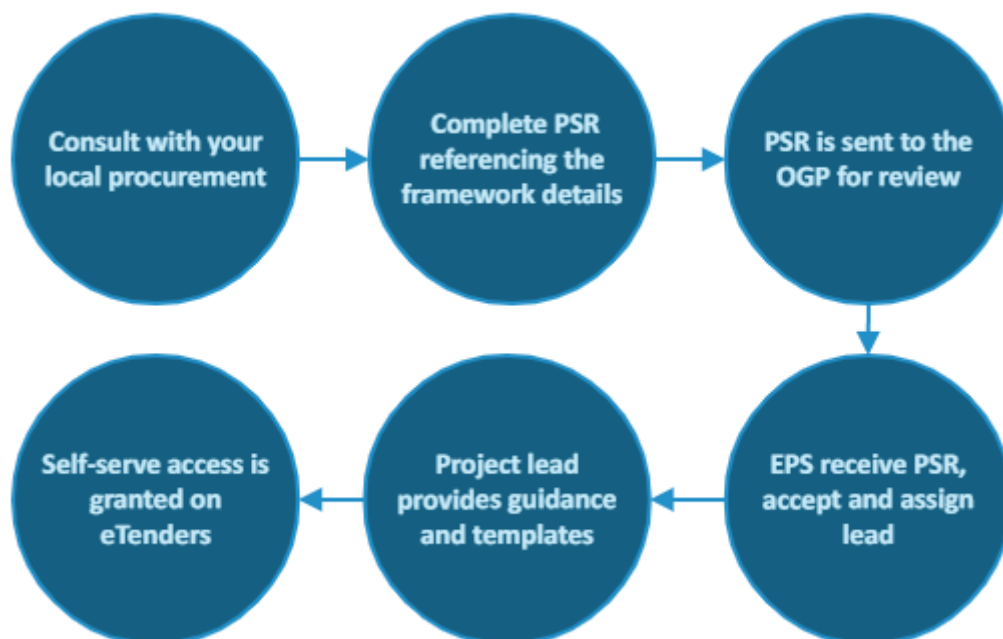 Consult with your
local procurement
Complete PSR
referencing the
framework details
PSR is sent to the
OGP for review
EPS receive PSR,
accept and assign
lead
Project lead
provides guidance
and templates
Self-serve access is
granted on
eTenders